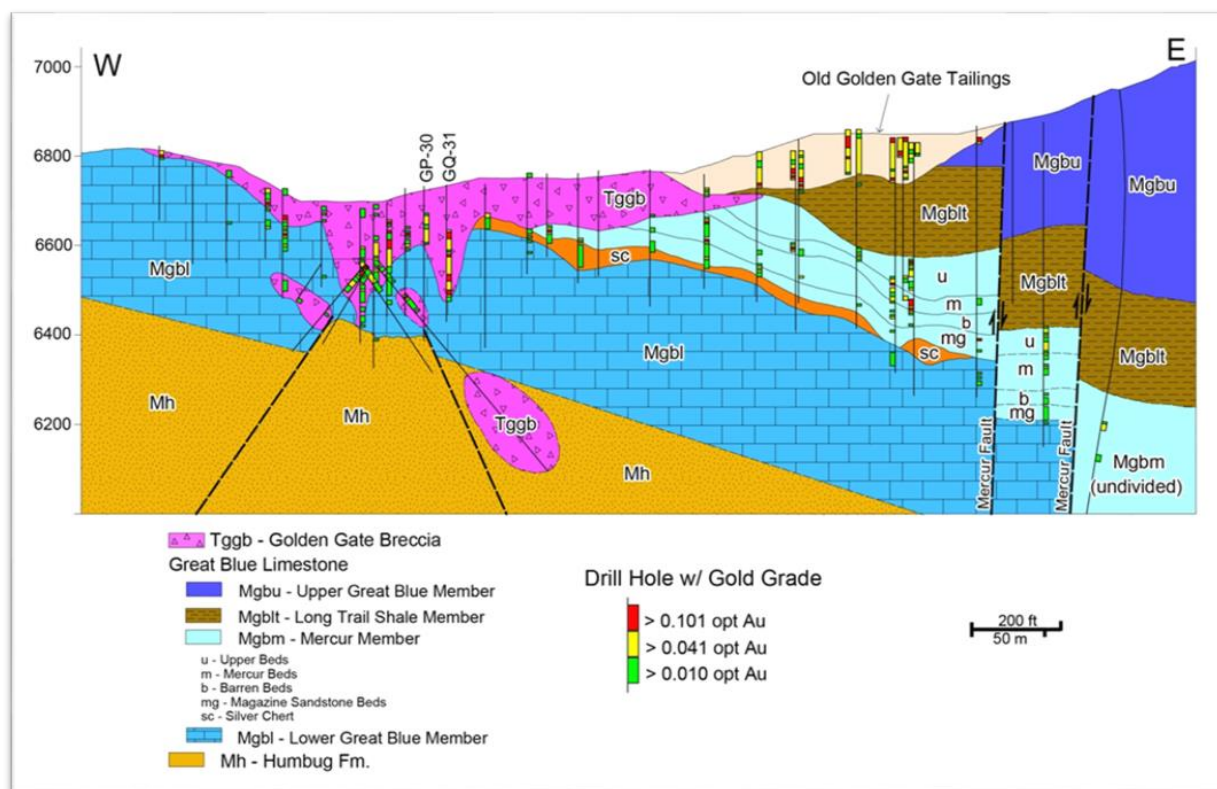 W
E
7000
6800
6600
6400
6200
Old Golden Gate Tailings
GP-30
GQ-31
Tggb
Mgbu
Mgbu
Mgblt
Mgbl
sc
u
m
b
mg
sc
Mgblt
u
m
b
mg
Mgblt
Mgbl
Mh
Mh
Tggb
Mh
Mercur Fault
Mercur Fault
Mgbm
(undivided)
Tggb - Golden Gate Breccia
Great Blue Limestone
Mgbu - Upper Great Blue Member
Mgblt - Long Trail Shale Member
Mgbm - Mercur Member
u - Upper Beds
m - Mercur Beds
b - Barren Beds
mg - Magazine Sandstone Beds
sc - Silver Chert
Mgbl - Lower Great Blue Member
Mh - Humbug Fm.
Drill Hole w/ Gold Grade
> 0.101 opt Au
> 0.041 opt Au
> 0.010 opt Au
200 ft
50 m